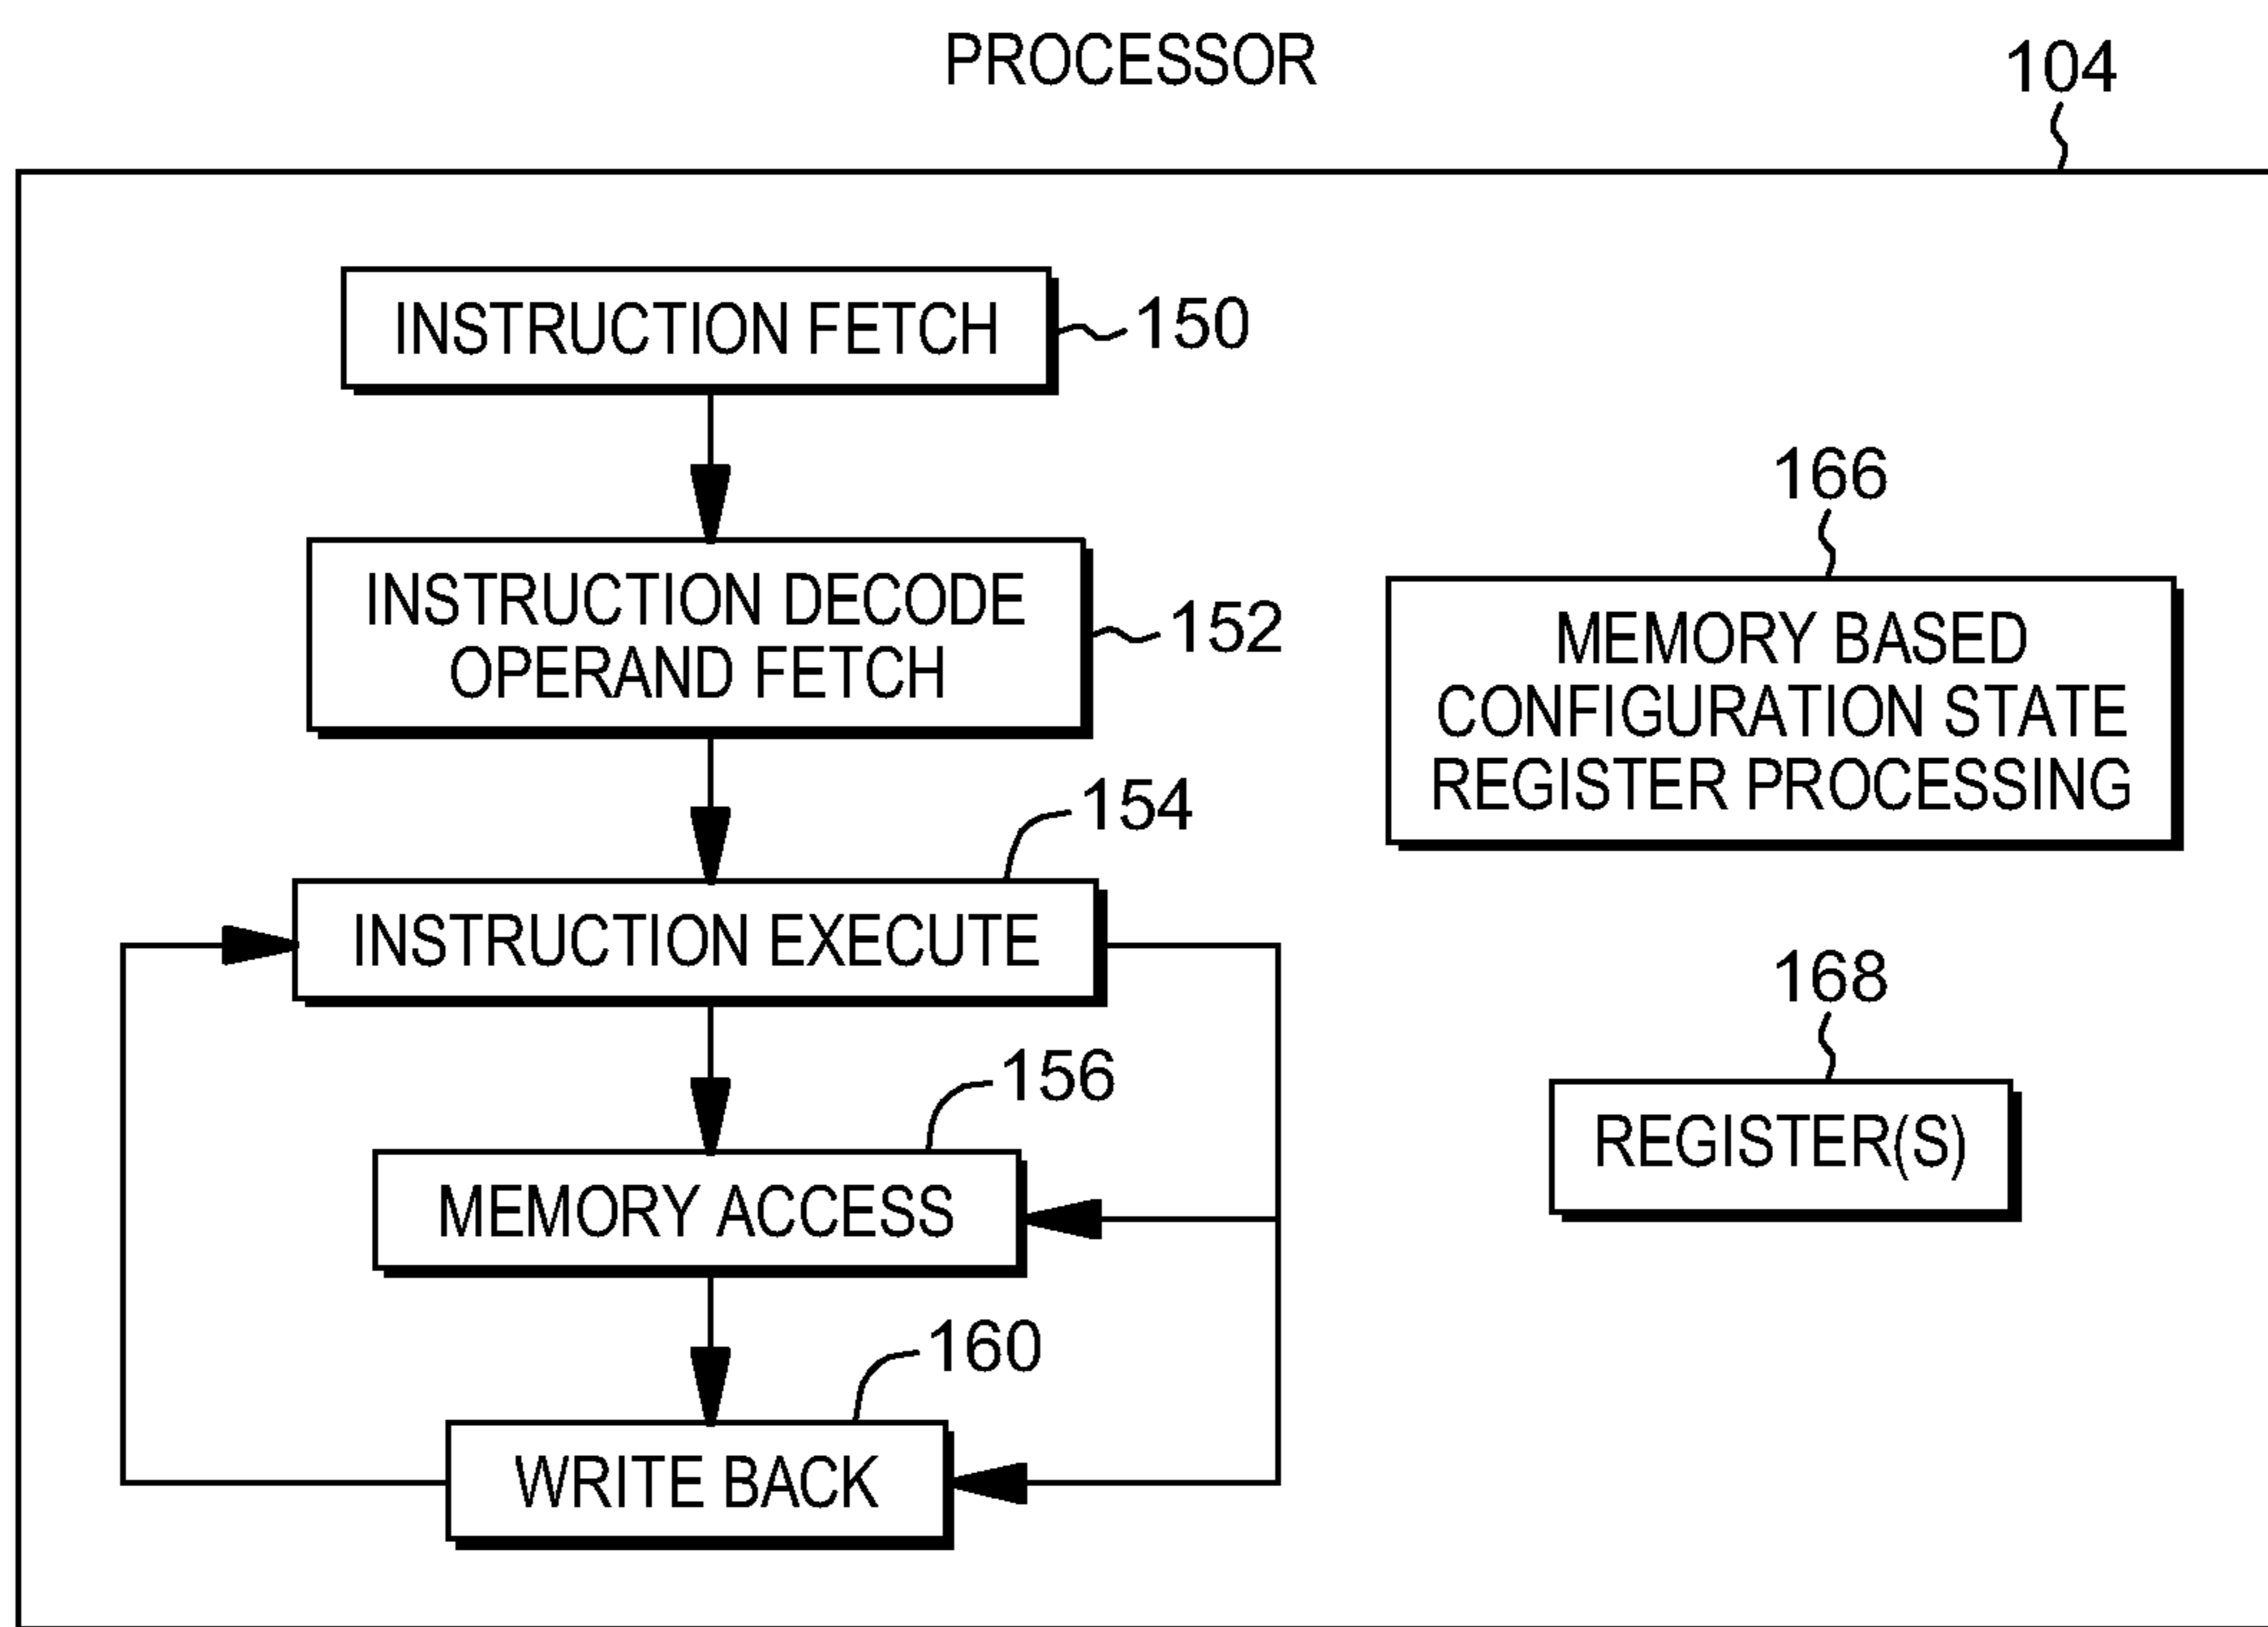 PROCESSOR
104
INSTRUCTION FETCH
150
INSTRUCTION DECODE
OPERAND FETCH
152
154
INSTRUCTION EXECUTE
156
MEMORY ACCESS
160
WRITE BACK
166
MEMORY BASED
CONFIGURATION STATE
REGISTER PROCESSING
168
REGISTER(S)